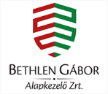 BETHLEN GÁBOR
Alapkezelő Zrt.